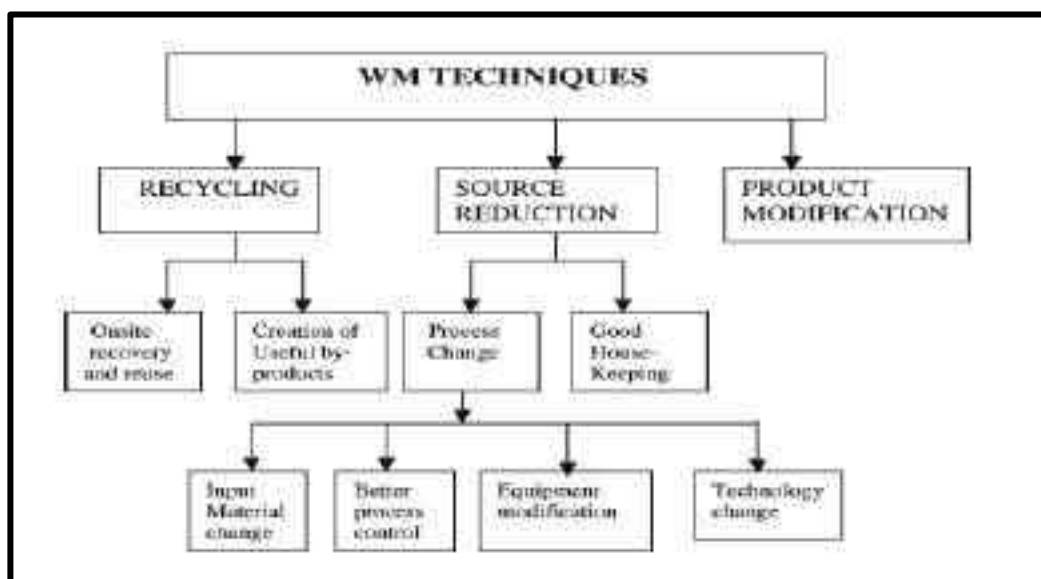 WM TECHNIQUES
RECYCLING
SOURCE
REDUCTION
PRODUCT
MODIFICATION
Onsite
recovery
and reuse
Creation of
Useful by-
products
Process
Change
Good
House-
Keeping
Input
Material
change
Better
process
control
Equipment
modification
Technology
change